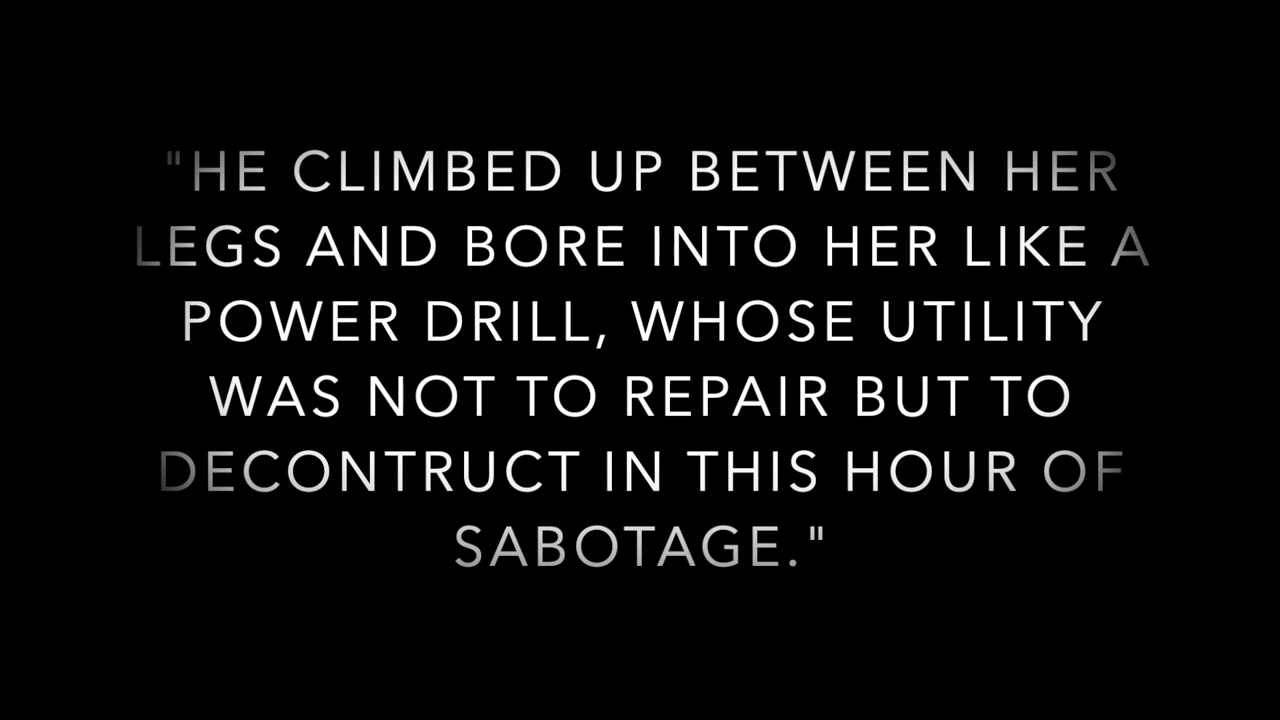 "HE CLIMBED UP BETWEEN HER
LEGS AND BORE INTO HER LIKE A
POWER DRILL, WHOSE UTILITY
WAS NOT TO REPAIR BUT TO
DECONTRUCT IN THIS HOUR OF
SABOTAGE."